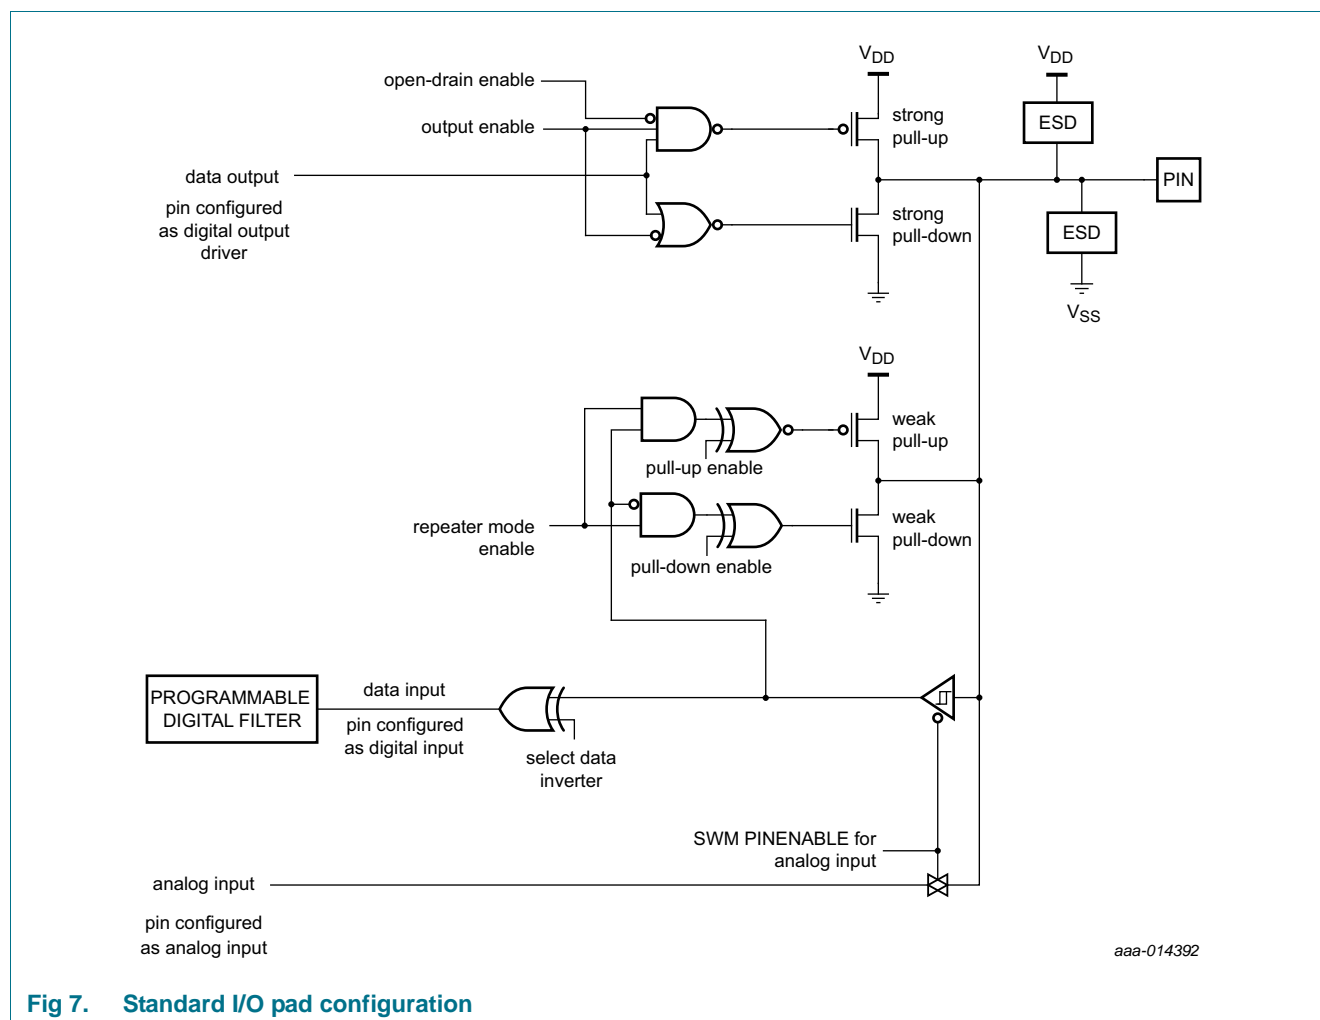 VDD
VDD
open-drain enable
strong
pull-up
ESD
output enable
data output
PIN
pin configured
as digital output
driver
strong
pull-down
ESD
VSS
VDD
weak
pull-up
pull-up enable
repeater mode
enable
weak
pull-down
pull-down enable
PROGRAMMABLE
DIGITAL FILTER
data input
pin configured
as digital input
select data
inverter
SWM PINENABLE for
analog input
analog input
pin configured
as analog input
aaa-014392
Fig 7. Standard I/O pad configuration